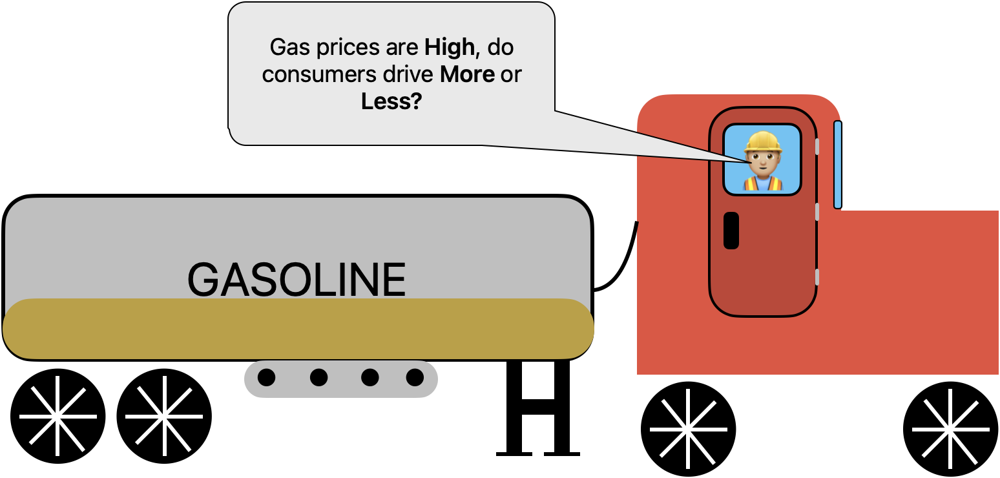 Gas prices are High, do
consumers drive More or
Less?
GASOLINE